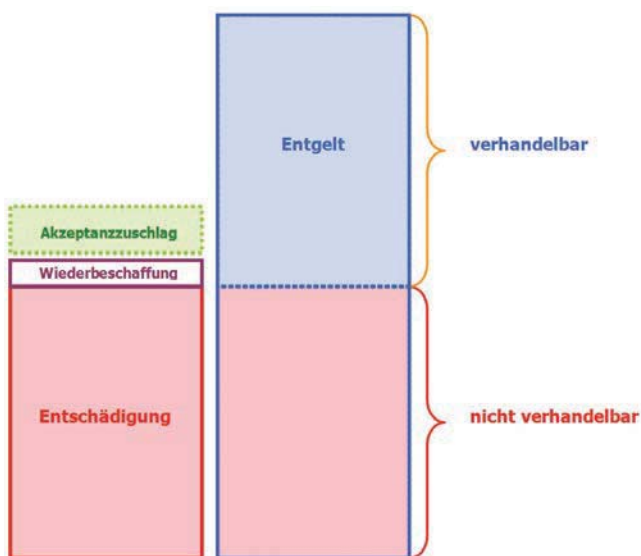 Entgelt
verhandelbar
Akzeptanzzuschlag
Wiederbeschaffung
Entschädigung
nicht verhandelbar